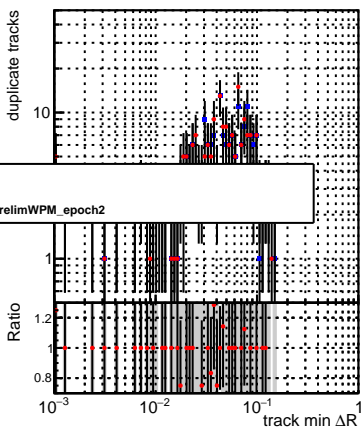 duplicate tracks
10
relimWPM_epoch2
1
Ratio
1.2
1
0.8
10⁻³
10⁻²
10⁻¹
1
track min ΔR